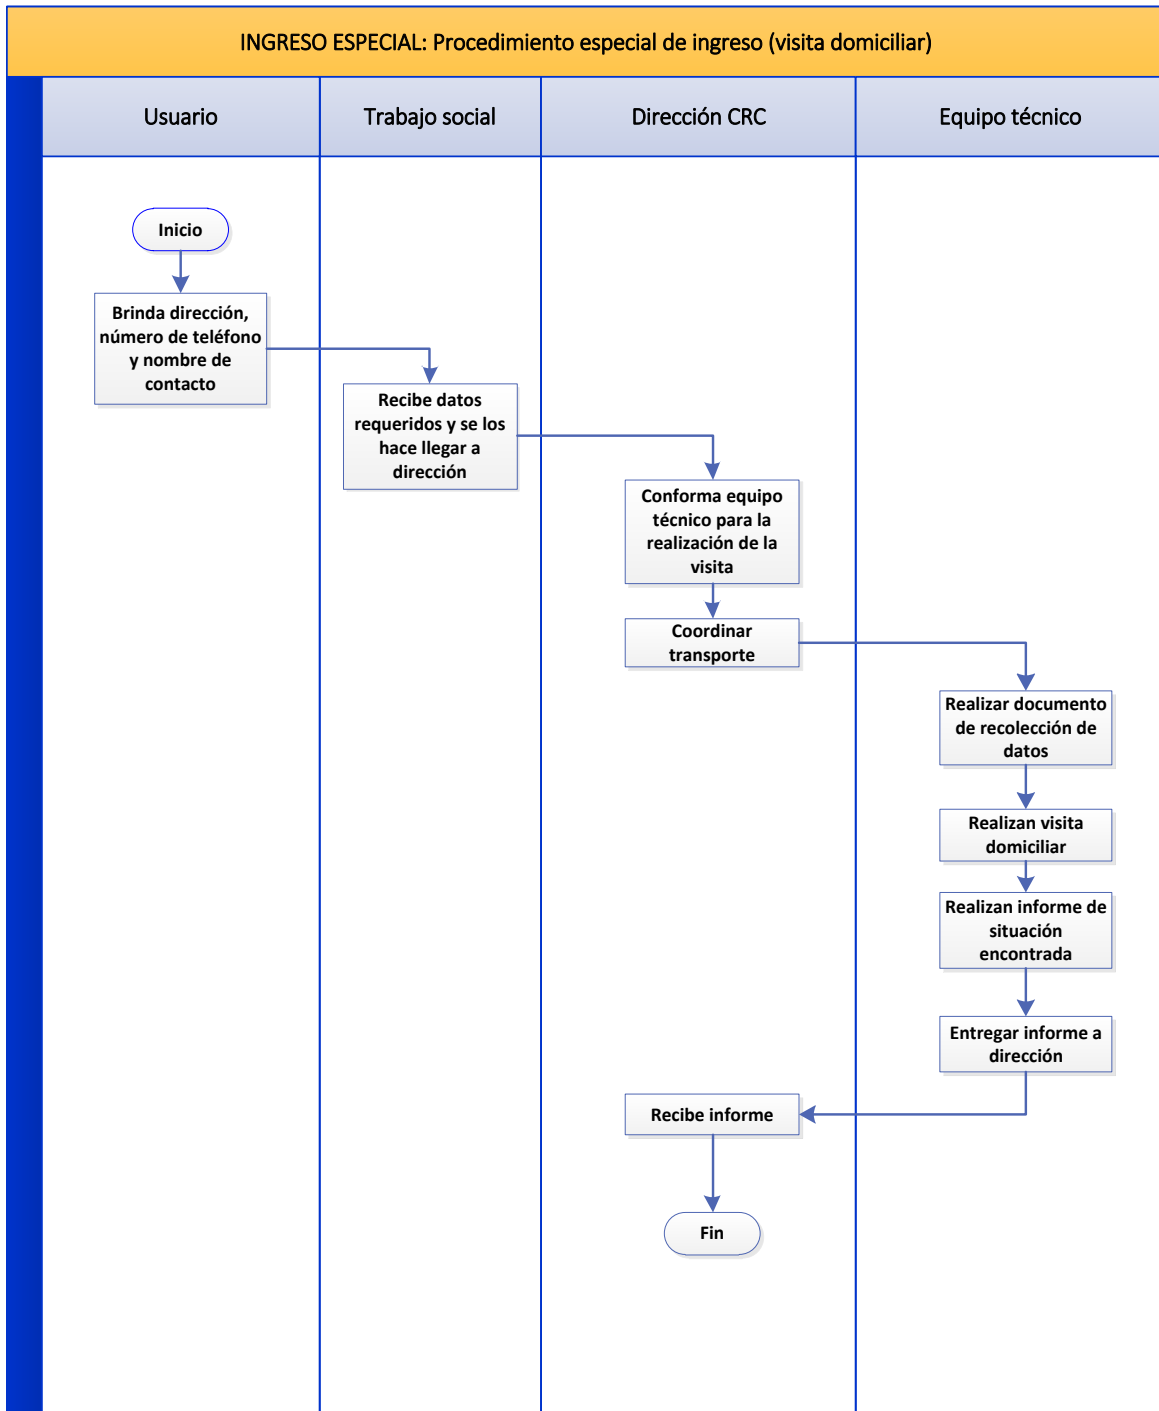 INGRESO ESPECIAL: Procedimiento especial de ingreso (visita domiciliar)
Usuario
Trabajo social
Dirección CRC
Equipo técnico
Inicio
Brinda dirección,
número de teléfono
y nombre de
contacto
Recibe datos
requeridos y se los
hace llegar a
dirección
Conforma equipo
técnico para la
realización de la
visita
Coordinar
transporte
Realizar documento
de recolección de
datos
Realizan visita
domiciliar
Realizan informe de
situación
encontrada
Entregar informe a
dirección
Recibe informe
Fin